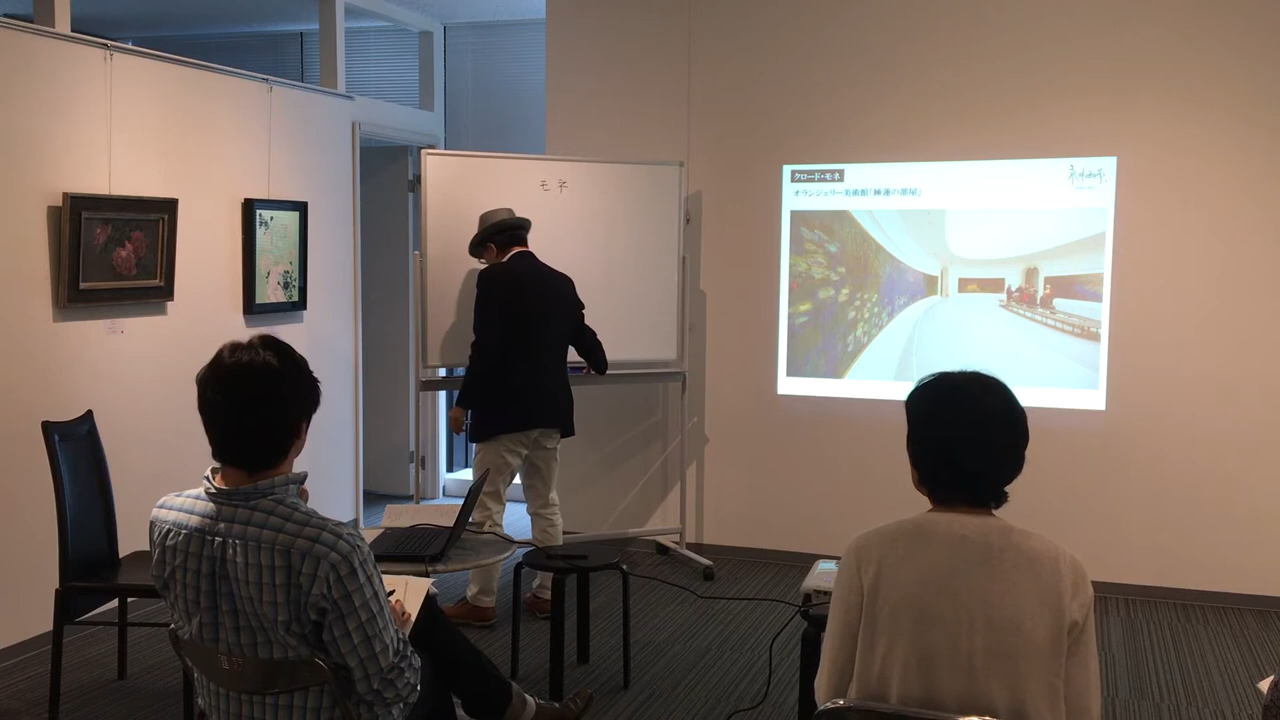 モネ
クロード・モネ
オランジェリー美術館「睡蓮の部屋」